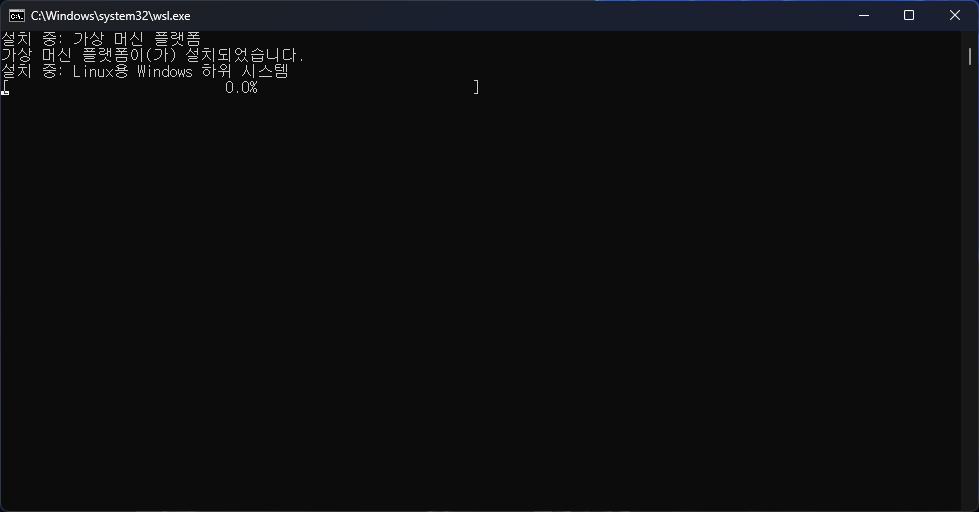 C:\Windows\system32\wsl.exe
설치 중: 가상 머신 플랫폼
가상 머신 플랫폼이(가) 설치되었습니다.
설치 중: Linux용 Windows 하위 시스템
[                           0.0%                           ]